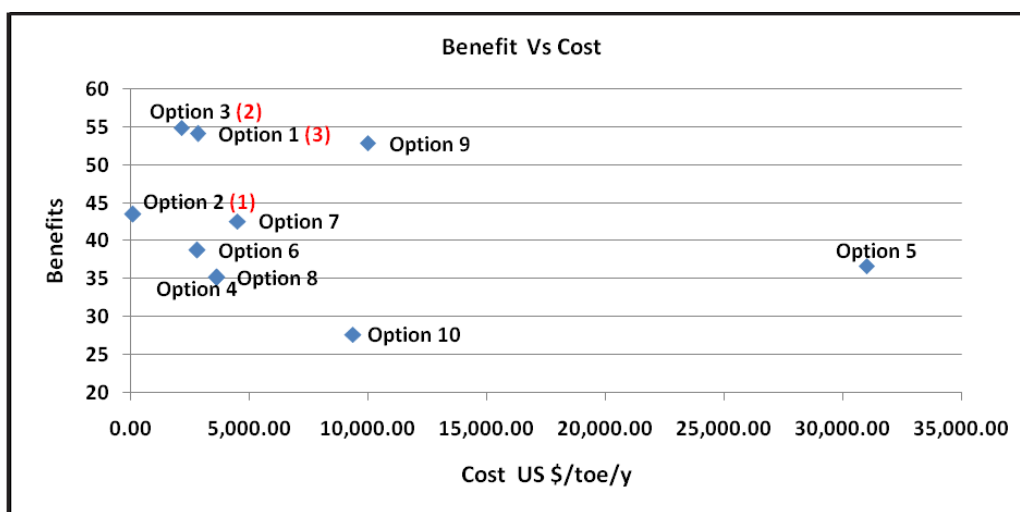 Benefit Vs Cost
60
Option 3 (2)
55
Option 1 (3)
Option 9
50
45
Option 2 (1)
Option 7
40
Option 6
Option 5
35
Option 4
Option 8
30
Option 10
25
20
Benefits
0.00 5,000.00 10,000.00 15,000.00 20,000.00 25,000.00 30,000.00 35,000.00
Cost US $/toe/y